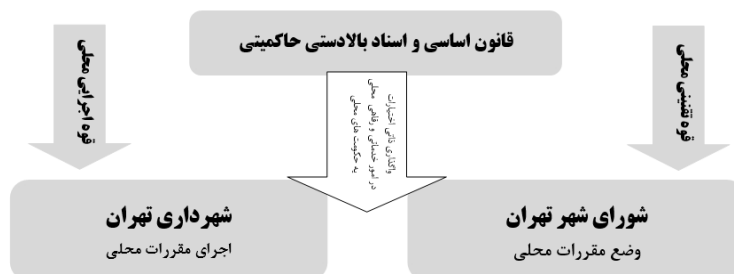 قانون اساسی و اسناد بالادستی حاکمیتی
قوه تقنینی محلی
واگذاری ذاتی اختیارات
در امور خدماتی و رفاهی محلی
به حکومت های محلی
قوه اجرایی محلی
شورای شهر تهران
وضع مقررات محلی
شهرداری تهران
اجرای مقررات محلی